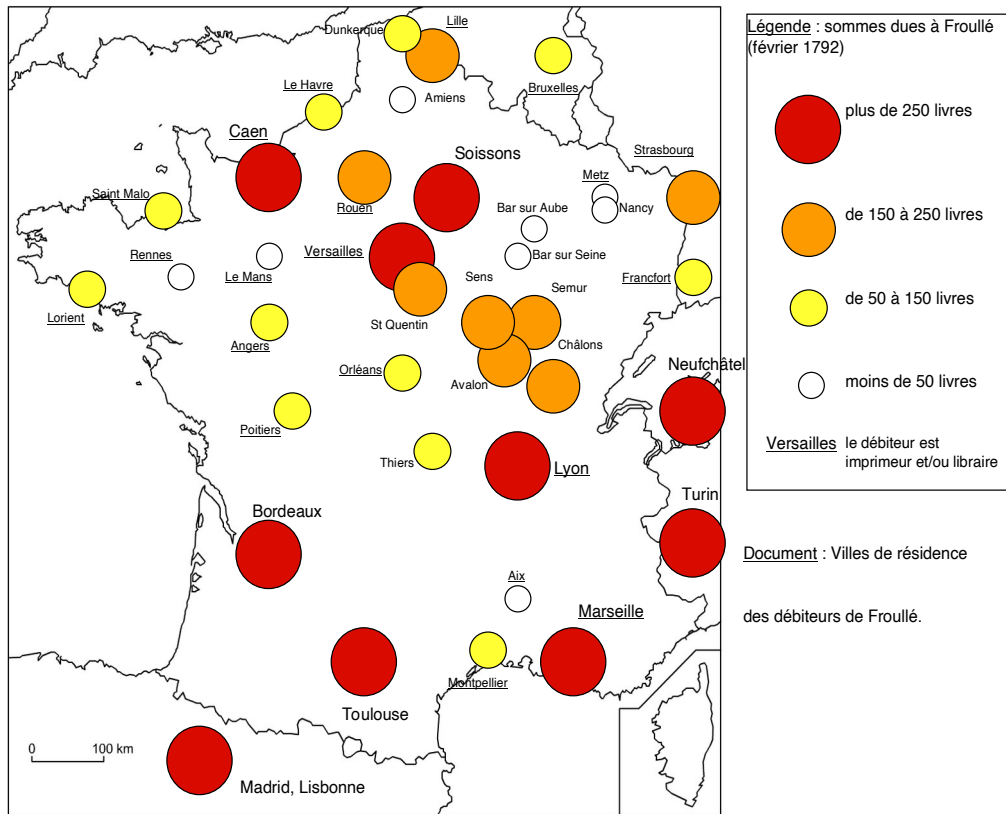 Dunkerque
Lille
Bruxelles
Le Havre
Amiens
Caen
Soissons
Strasbourg
Metz
Saint Malo
Rouen
Bar sur Aube
Nancy
Rennes
Le Mans
Versailles
Bar sur Seine
Francfort
Sens
Semur
Lorient
Angers
St Quentin
Châlons
Orléans
Avalon
Neufchâtel
Poitiers
Thiers
Lyon
Turin
Bordeaux
Aix
Marseille
Montpellier
Toulouse
0 100 km
Madrid, Lisbonne
Légende : sommes dues à Froullé
(février 1792)
plus de 250 livres
de 150 à 250 livres
de 50 à 150 livres
moins de 50 livres
Versailles le débiteur est
imprimeur et/ou libraire
Document : Villes de résidence
des débiteurs de Froullé.